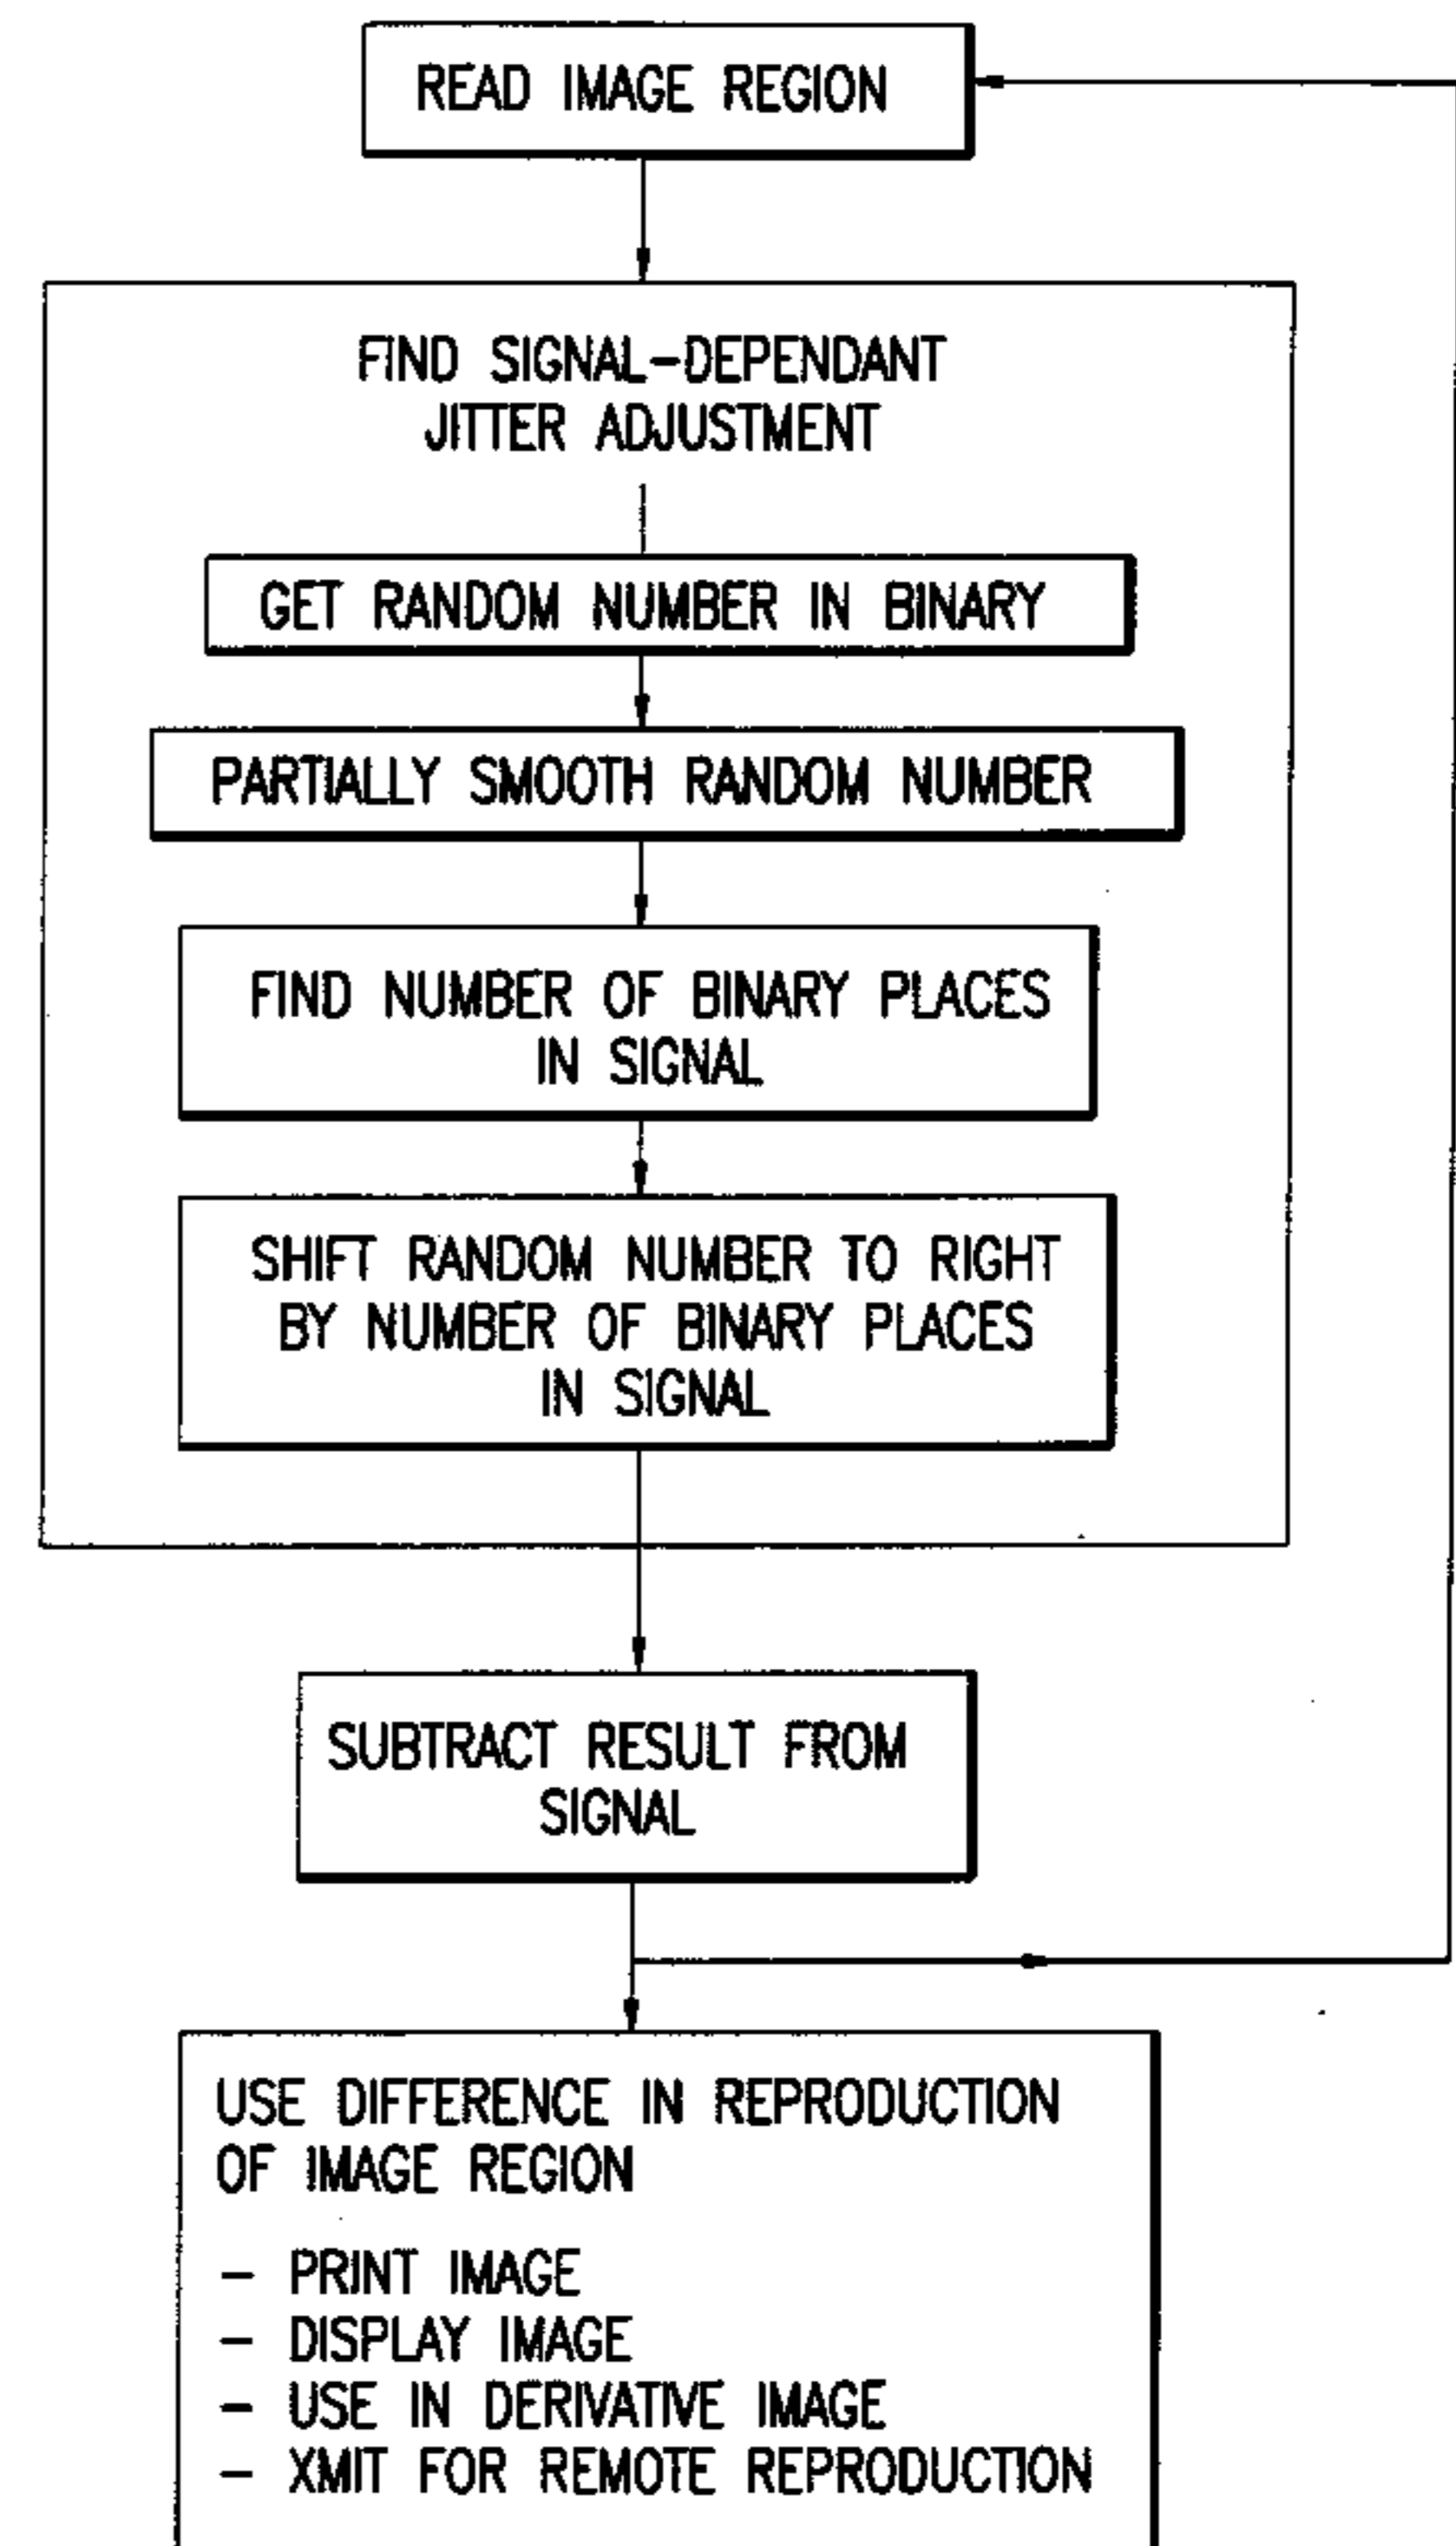 READ IMAGE REGION
FIND SIGNAL-DEPENDANT
JITTER ADJUSTMENT
GET RANDOM NUMBER IN BINARY
PARTIALLY SMOOTH RANDOM NUMBER
FIND NUMBER OF BINARY PLACES
IN SIGNAL
SHIFT RANDOM NUMBER TO RIGHT
BY NUMBER OF BINARY PLACES
IN SIGNAL
SUBTRACT RESULT FROM
SIGNAL
USE DIFFERENCE IN REPRODUCTION
OF IMAGE REGION
- PRINT IMAGE
- DISPLAY IMAGE
- USE IN DERIVATIVE IMAGE
- XMIT FOR REMOTE REPRODUCTION